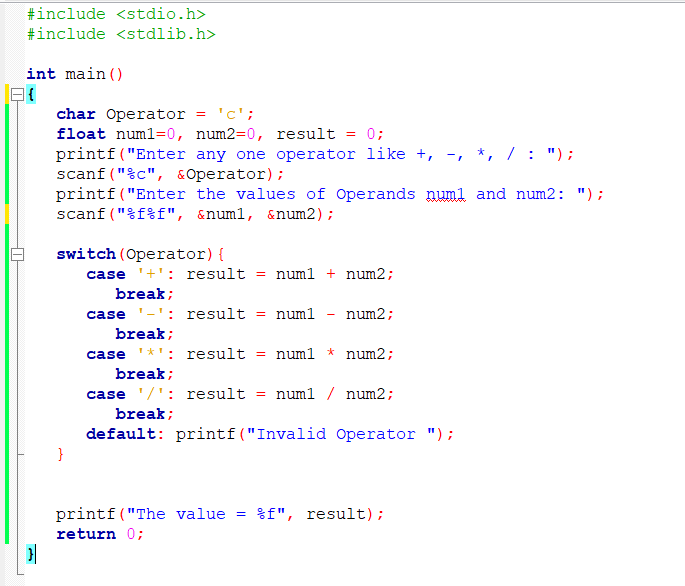 #include <stdio.h>
#include <stdlib.h>
int main()
{
char Operator = 'c';
float num1=0, num2=0, result = 0;
printf("Enter any one operator like +, -, *, / : ");
scanf("%c", &Operator);
printf("Enter the values of Operands num1 and num2: ");
scanf("%f%f", &num1, &num2);
switch(Operator){
case '+': result = num1 + num2;
break;
case '-': result = num1 - num2;
break;
case '*': result = num1 * num2;
break;
case '/': result = num1 / num2;
break;
default: printf("Invalid Operator ");
}
printf("The value = %f", result);
return 0;
}